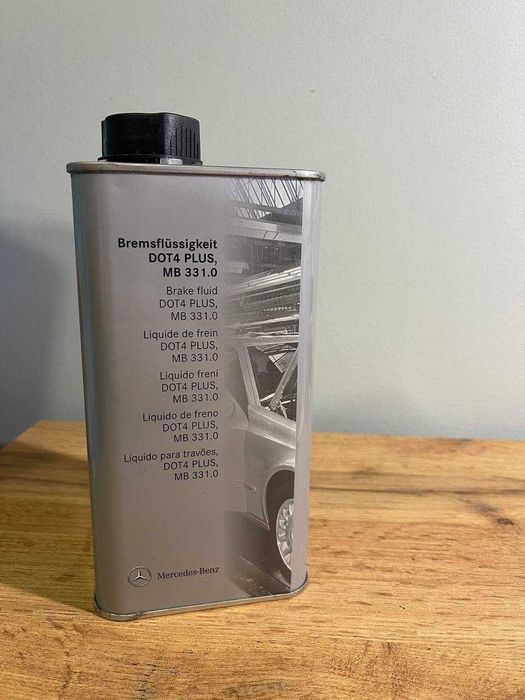 Bremsflüssigkeit
DOT4 PLUS,
MB 331.0
Brake fluid
DOT4 PLUS,
MB 331.0
Liquide de frein
DOT4 PLUS,
MB 331.0
Liquido freni
DOT4 PLUS,
MB 331.0
Líquido de freno
DOT4 PLUS,
MB 331.0
Líquido para travões,
DOT4 PLUS,
MB 331.0
Mercedes-Benz